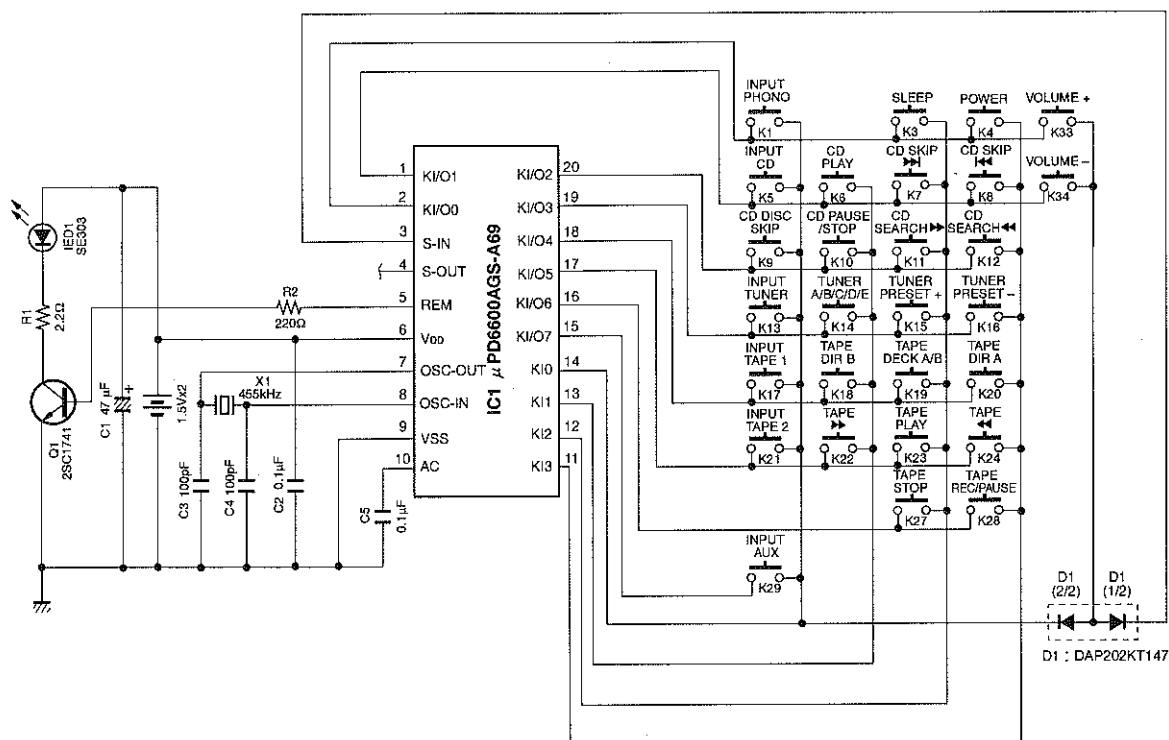 INPUT
PHONO
SLEEP
POWER
VOLUME +
K1
K3
K4
K33
INPUT
CD
CD
PLAY
CD SKIP
▶▶|
CD SKIP
|◀◀
VOLUME −
K5
K6
K7
K8
K34
CD DISC
SKIP
CD PAUSE
/STOP
CD
SEARCH ▶▶
CD
SEARCH ◀◀
K9
K10
K11
K12
INPUT
TUNER
TUNER
A/B/C/D/E
TUNER
PRESET +
TUNER
PRESET −
K13
K14
K15
K16
INPUT
TAPE 1
TAPE
DIR B
TAPE
DECK A/B
TAPE
DIR A
K17
K18
K19
K20
INPUT
TAPE 2
TAPE
▶▶
TAPE
PLAY
TAPE
◀◀
K21
K22
K23
K24
TAPE
STOP
TAPE
REC/PAUSE
K27
K28
INPUT
AUX
K29
1 KI/O1
2 KI/O0
3 S-IN
4 S-OUT
5 REM
6 VDD
7 OSC-OUT
8 OSC-IN
9 VSS
10 AC
IC1 μPD6600AGS-A69
KI/O2 20
KI/O3 19
KI/O4 18
KI/O5 17
KI/O6 16
KI/O7 15
KI0 14
KI1 13
KI2 12
KI3 11
IED1
SE303
R1
2.2Ω
R2
220Ω
Q1
2SC1741
C1 47 μF
+
1.5V×2
X1
455kHz
C3 100pF
C4 100pF
C2 0.1μF
C5
0.1μF
D1
(2/2)
D1
(1/2)
D1 : DAP202KT147